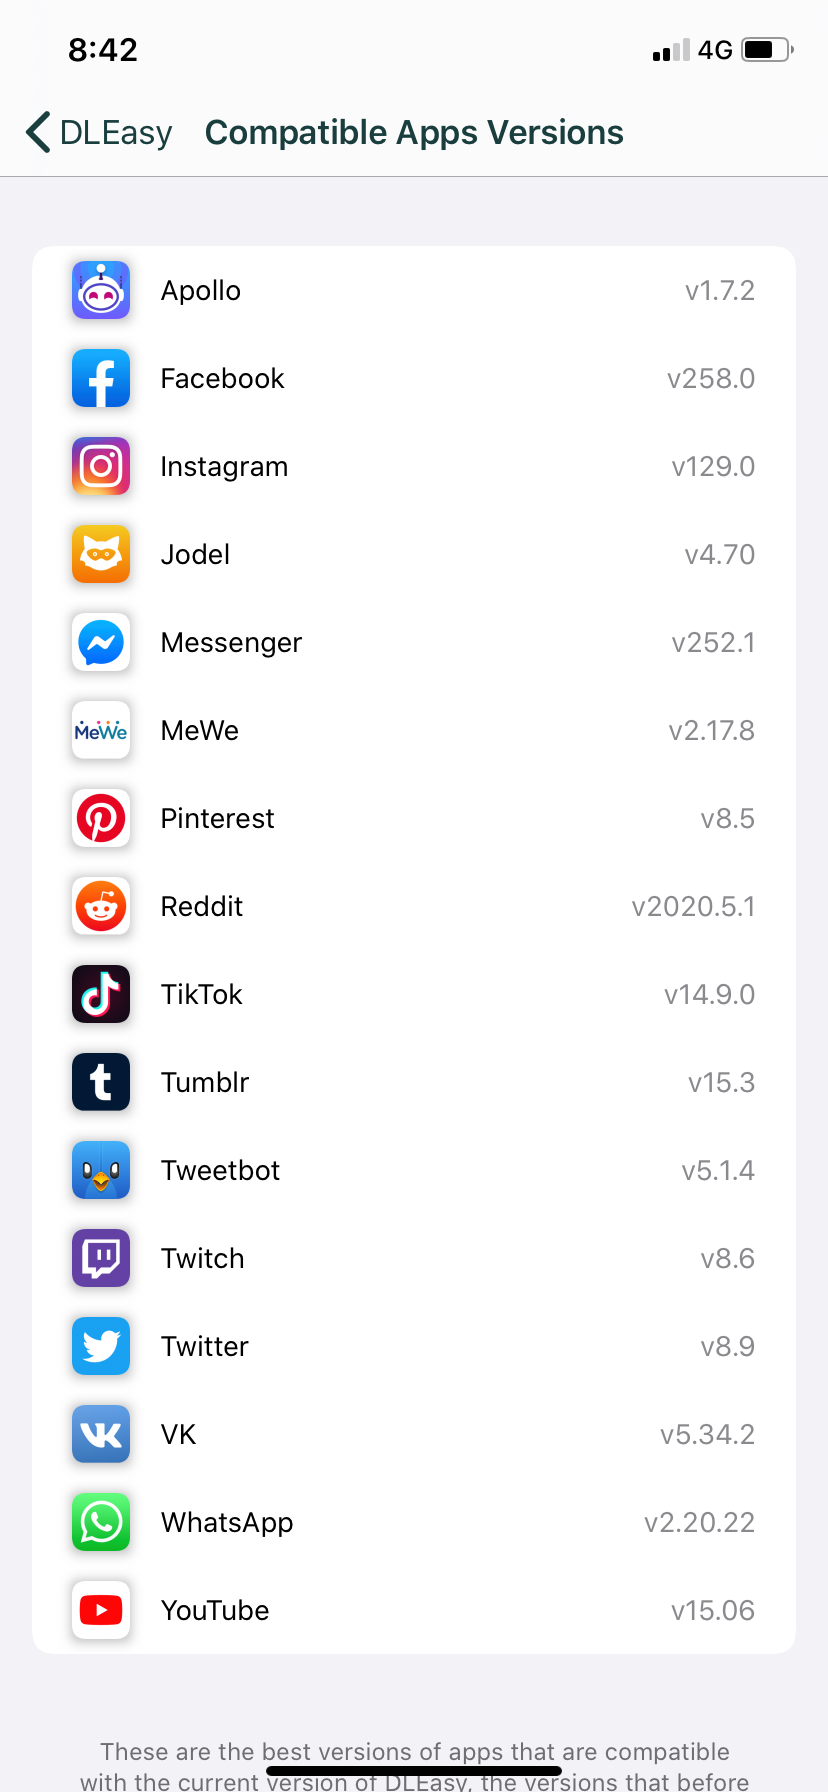 8:42 4G
DLEasy Compatible Apps Versions
Apollo v1.7.2
Facebook v258.0
Instagram v129.0
Jodel v4.70
Messenger v252.1
MeWe MeWe v2.17.8
Pinterest v8.5
Reddit v2020.5.1
TikTok v14.9.0
Tumblr v15.3
Tweetbot v5.1.4
Twitch v8.6
Twitter v8.9
VK v5.34.2
WhatsApp v2.20.22
YouTube v15.06
These are the best versions of apps that are compatible
with the current version of DLEasy, the versions that before